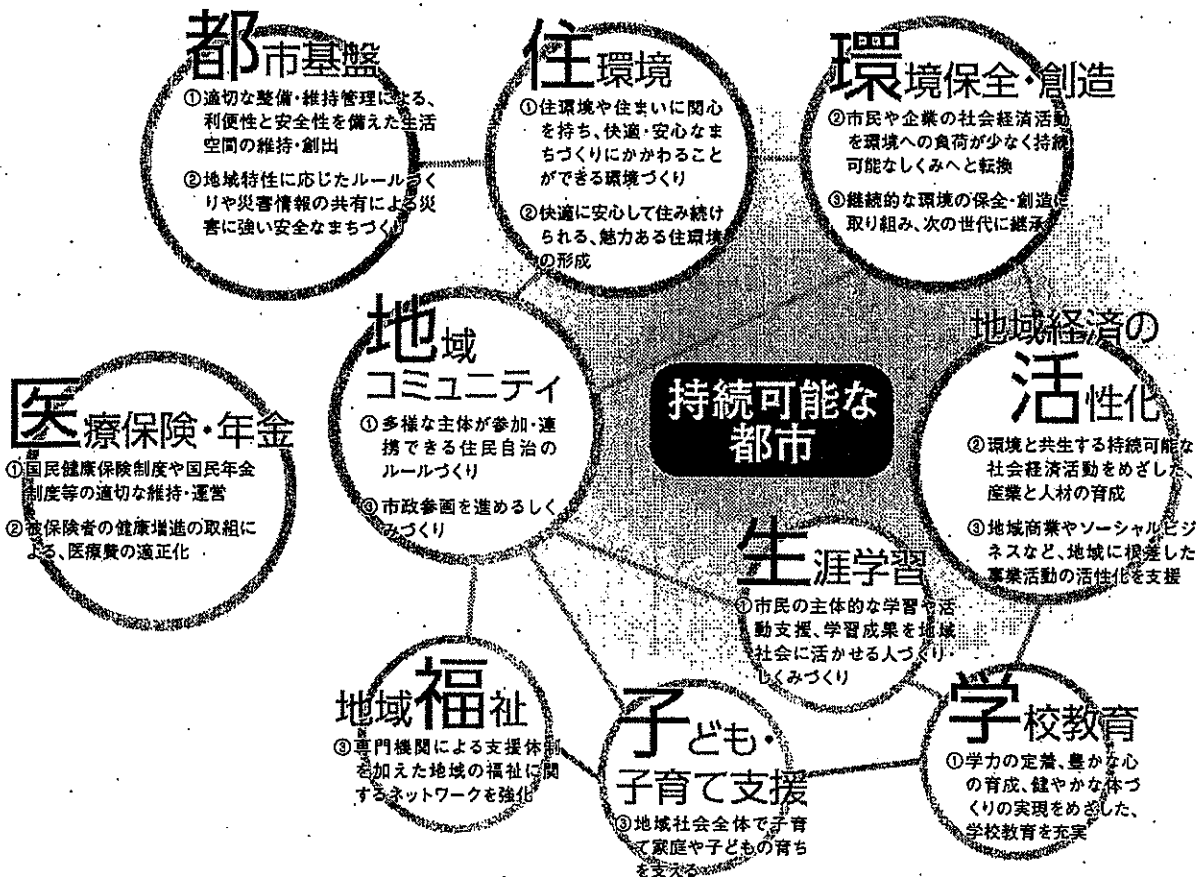 都市基盤
①適切な整備・維持管理による、
利便性と安全性を備えた生活
空間の維持・創出
②地域特性に応じたルールづく
りや災害情報の共有による災
害に強い安全なまちづくり
住環境
①住環境や住まいに関心
を持ち、快適・安心なま
ちづくりにかかわること
ができる環境づくり
②快適に安心して住み続け
られる、魅力ある住環境
の形成
環境保全・創造
②市民や企業の社会経済活動
を環境への負荷が少なく持続
可能なしくみへと転換
③継続的な環境の保全・創造に
取り組み、次の世代に継承
地域
コミュニティ
①多様な主体が参加・連
携できる住民自治の
ルールづくり
④市政参画を進めるしく
みづくり
持続可能な
都市
地域経済の
活性化
②環境と共生する持続可能な
社会経済活動をめざした、
産業と人材の育成
③地域商業やソーシャルビジ
ネスなど、地域に根差した
事業活動の活性化を支援
医療保険・年金
①国民健康保険制度や国民年金
制度等の適切な維持・運営
②被保険者の健康増進の取組に
よる、医療費の適正化
生涯学習
①市民の主体的な学習や活
動支援、学習成果を地域
社会に活かせる人づくり・
しくみづくり
地域福祉
③専門機関による支援体制
を加えた地域の福祉に関
するネットワークを強化
子ども・
子育て支援
③地域社会全体で子育
て家庭や子どもの育ち
を支える
学校教育
①学力の定着、豊かな心
の育成、健やかな体づ
くりの実現をめざした、
学校教育を充実